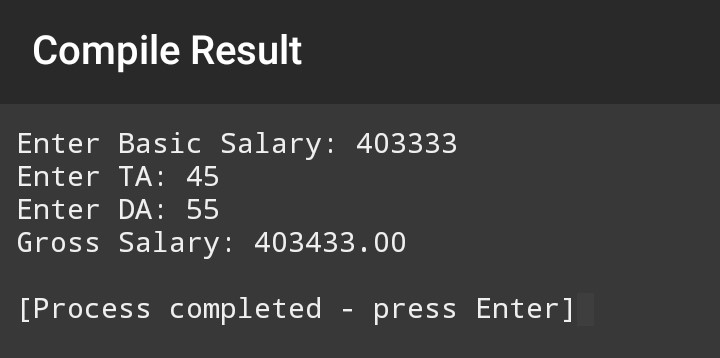 Compile Result
Enter Basic Salary: 403333
Enter TA: 45
Enter DA: 55
Gross Salary: 403433.00
[Process completed - press Enter]